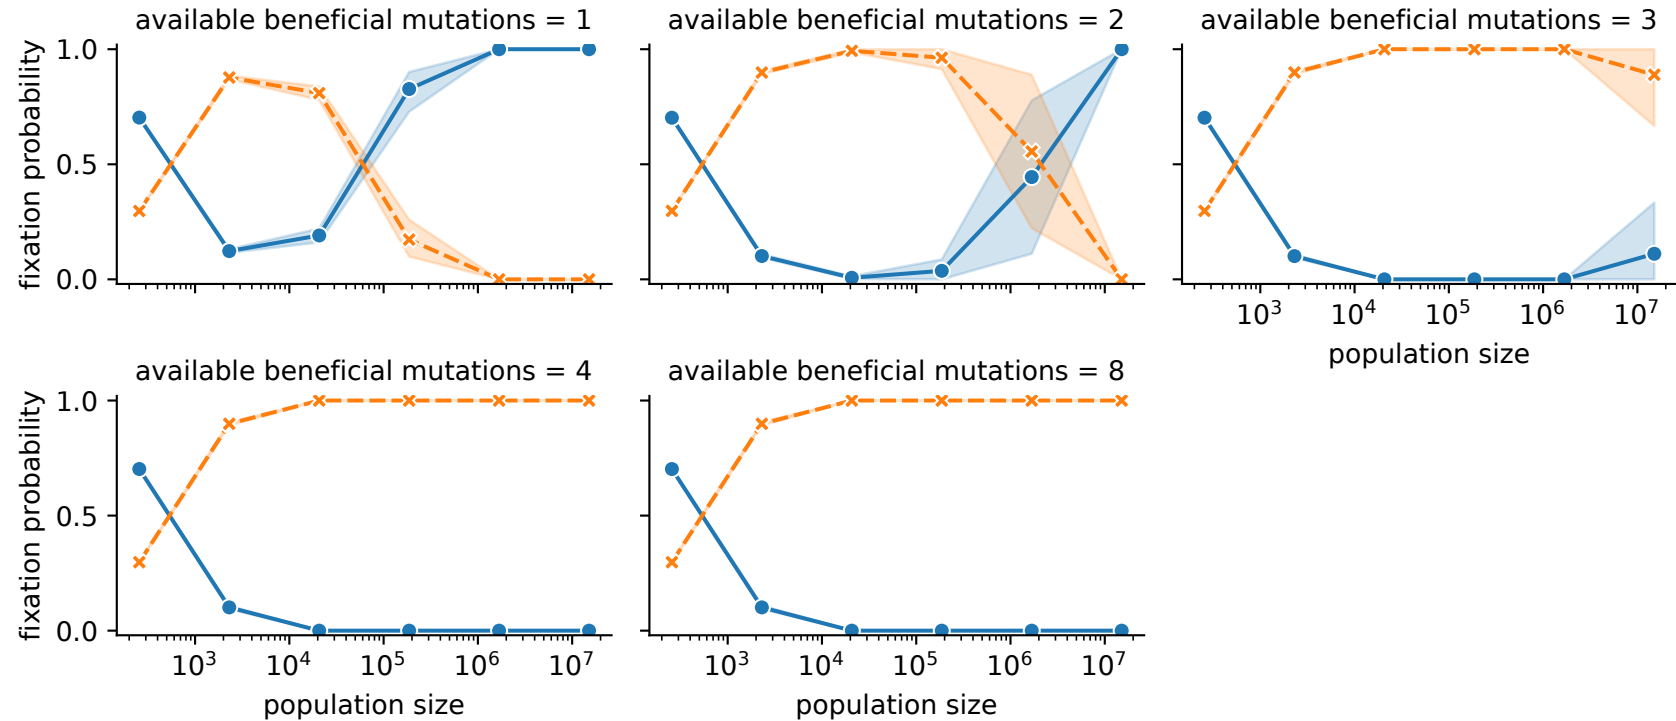 available beneficial mutations = 1
available beneficial mutations = 2
available beneficial mutations = 3
fixation probability
1.0
0.5
0.0
10³ 10⁴ 10⁵ 10⁶ 10⁷
population size
available beneficial mutations = 4
available beneficial mutations = 8
fixation probability
1.0
0.5
0.0
10³ 10⁴ 10⁵ 10⁶ 10⁷
10³ 10⁴ 10⁵ 10⁶ 10⁷
population size
population size